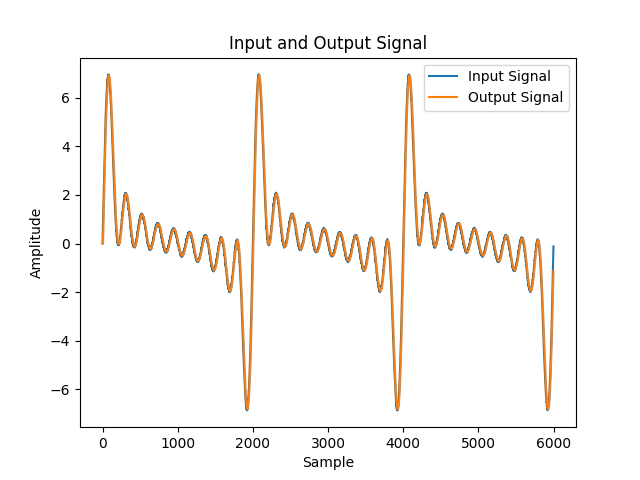 Input and Output Signal
Input Signal
Output Signal
6
4
2
0
−2
−4
−6
Amplitude
0 1000 2000 3000 4000 5000 6000
Sample